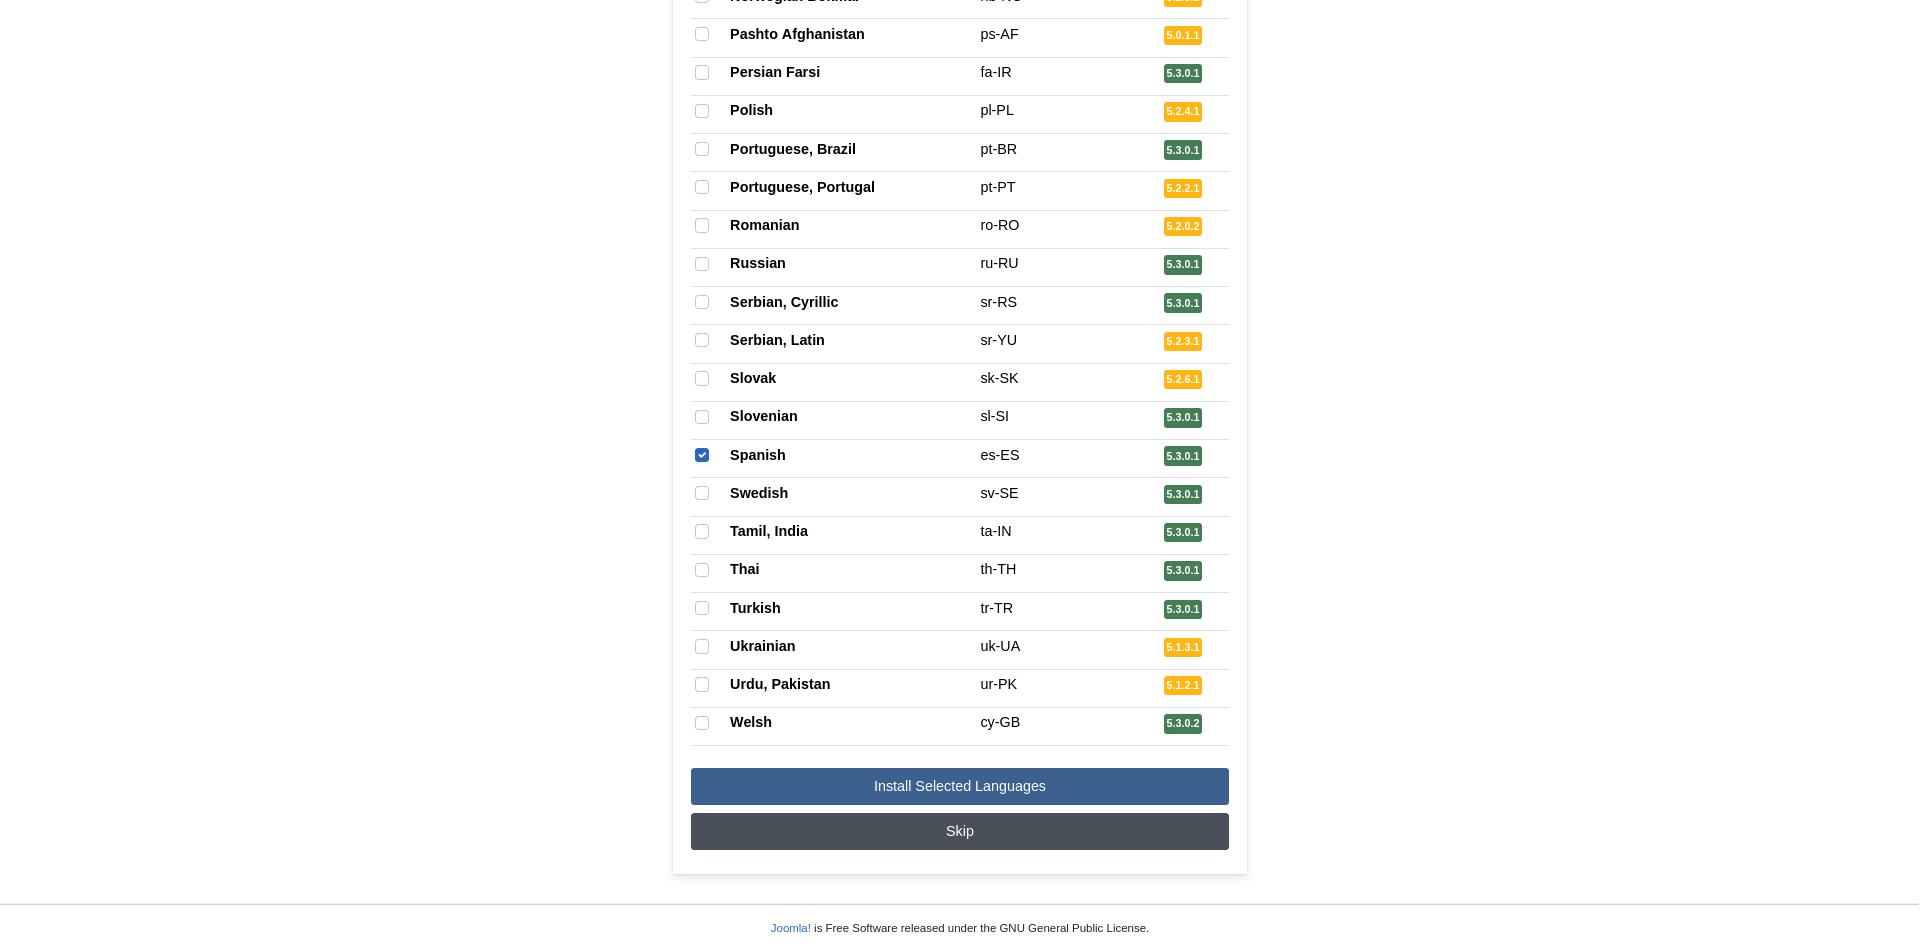 Pashto Afghanistan ps-AF 5.0.1.1
Persian Farsi fa-IR 5.3.0.1
Polish pl-PL 5.2.4.1
Portuguese, Brazil pt-BR 5.3.0.1
Portuguese, Portugal pt-PT 5.2.2.1
Romanian ro-RO 5.2.0.2
Russian ru-RU 5.3.0.1
Serbian, Cyrillic sr-RS 5.3.0.1
Serbian, Latin sr-YU 5.2.3.1
Slovak sk-SK 5.2.6.1
Slovenian sl-SI 5.3.0.1
Spanish es-ES 5.3.0.1
Swedish sv-SE 5.3.0.1
Tamil, India ta-IN 5.3.0.1
Thai th-TH 5.3.0.1
Turkish tr-TR 5.3.0.1
Ukrainian uk-UA 5.1.3.1
Urdu, Pakistan ur-PK 5.1.2.1
Welsh cy-GB 5.3.0.2
Install Selected Languages
Skip
Joomla! is Free Software released under the GNU General Public License.